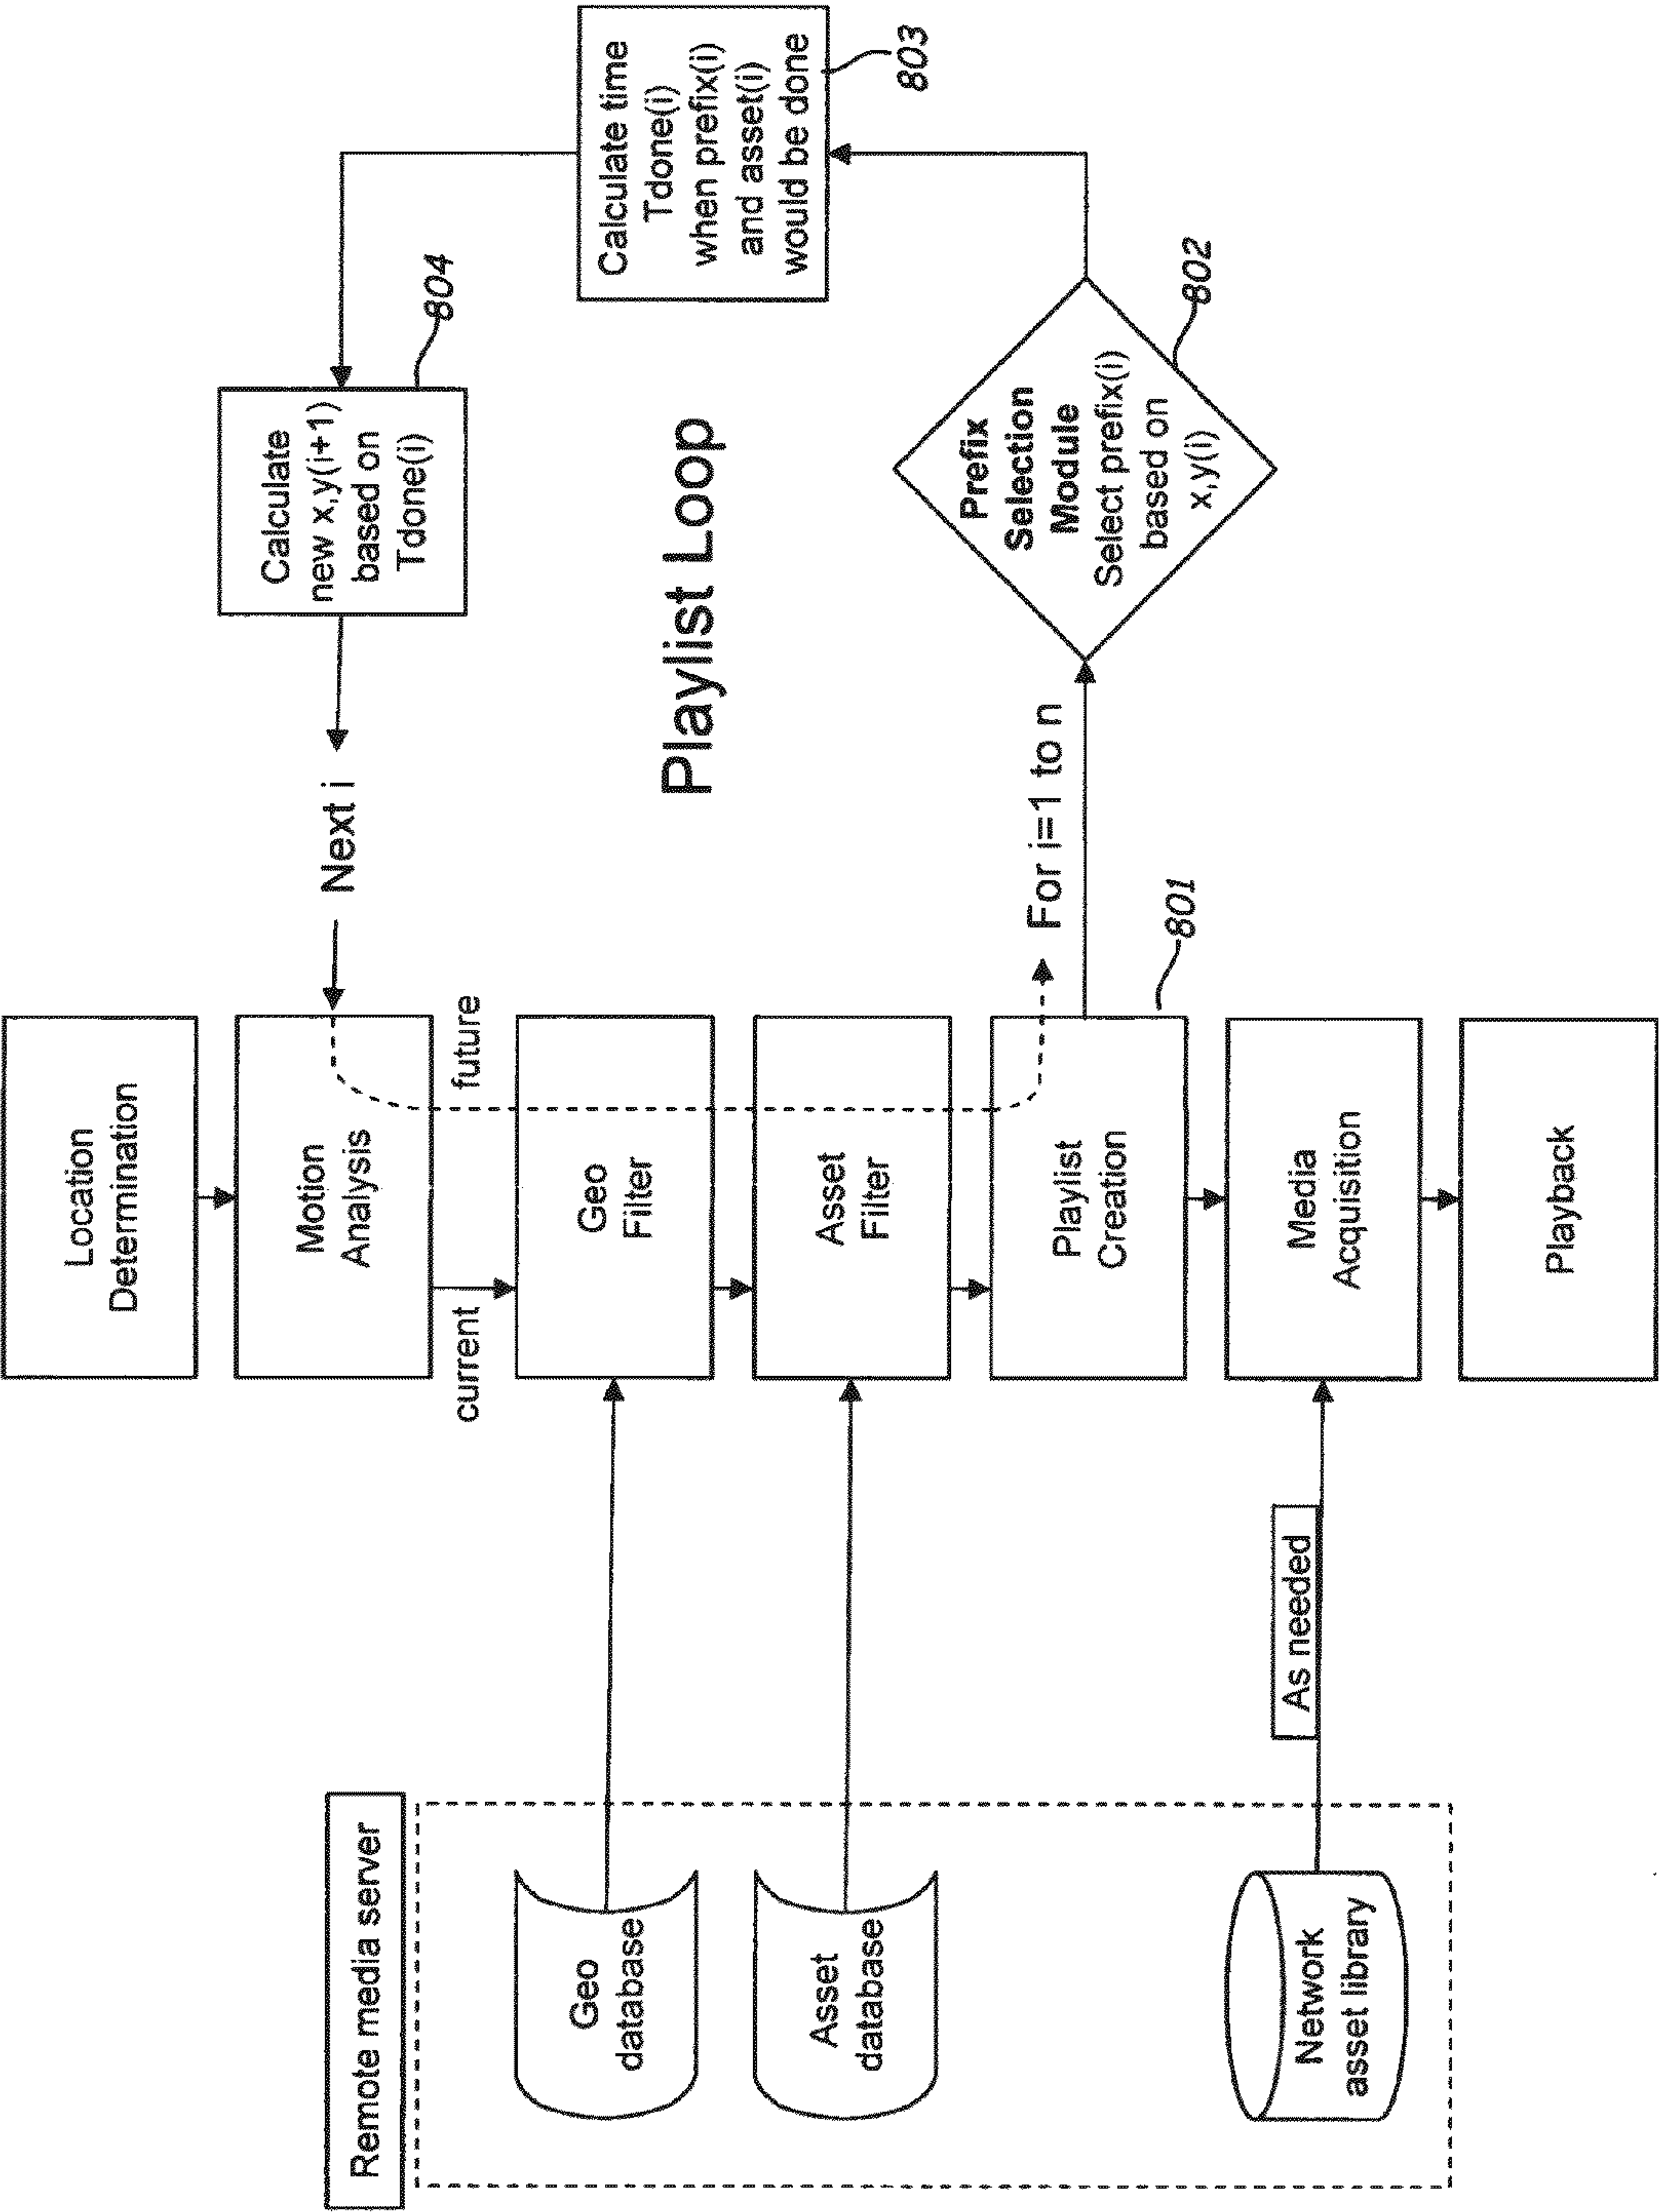 Remote media server
Geo
database
Asset
database
Network
asset library
As needed
Location
Determination
Motion
Analysis
current
future
Geo
Filter
Asset
Filter
Playlist
Creation
801
Media
Acquisition
Playback
Next i
For i=1 to n
Playlist Loop
Prefix
Selection
Module
Select prefix(i)
based on
x,y(i)
802
Calculate time
Tdone(i)
when prefix(i)
and asset(i)
would be done
803
Calculate
new x,y(i+1)
based on
Tdone(i)
804